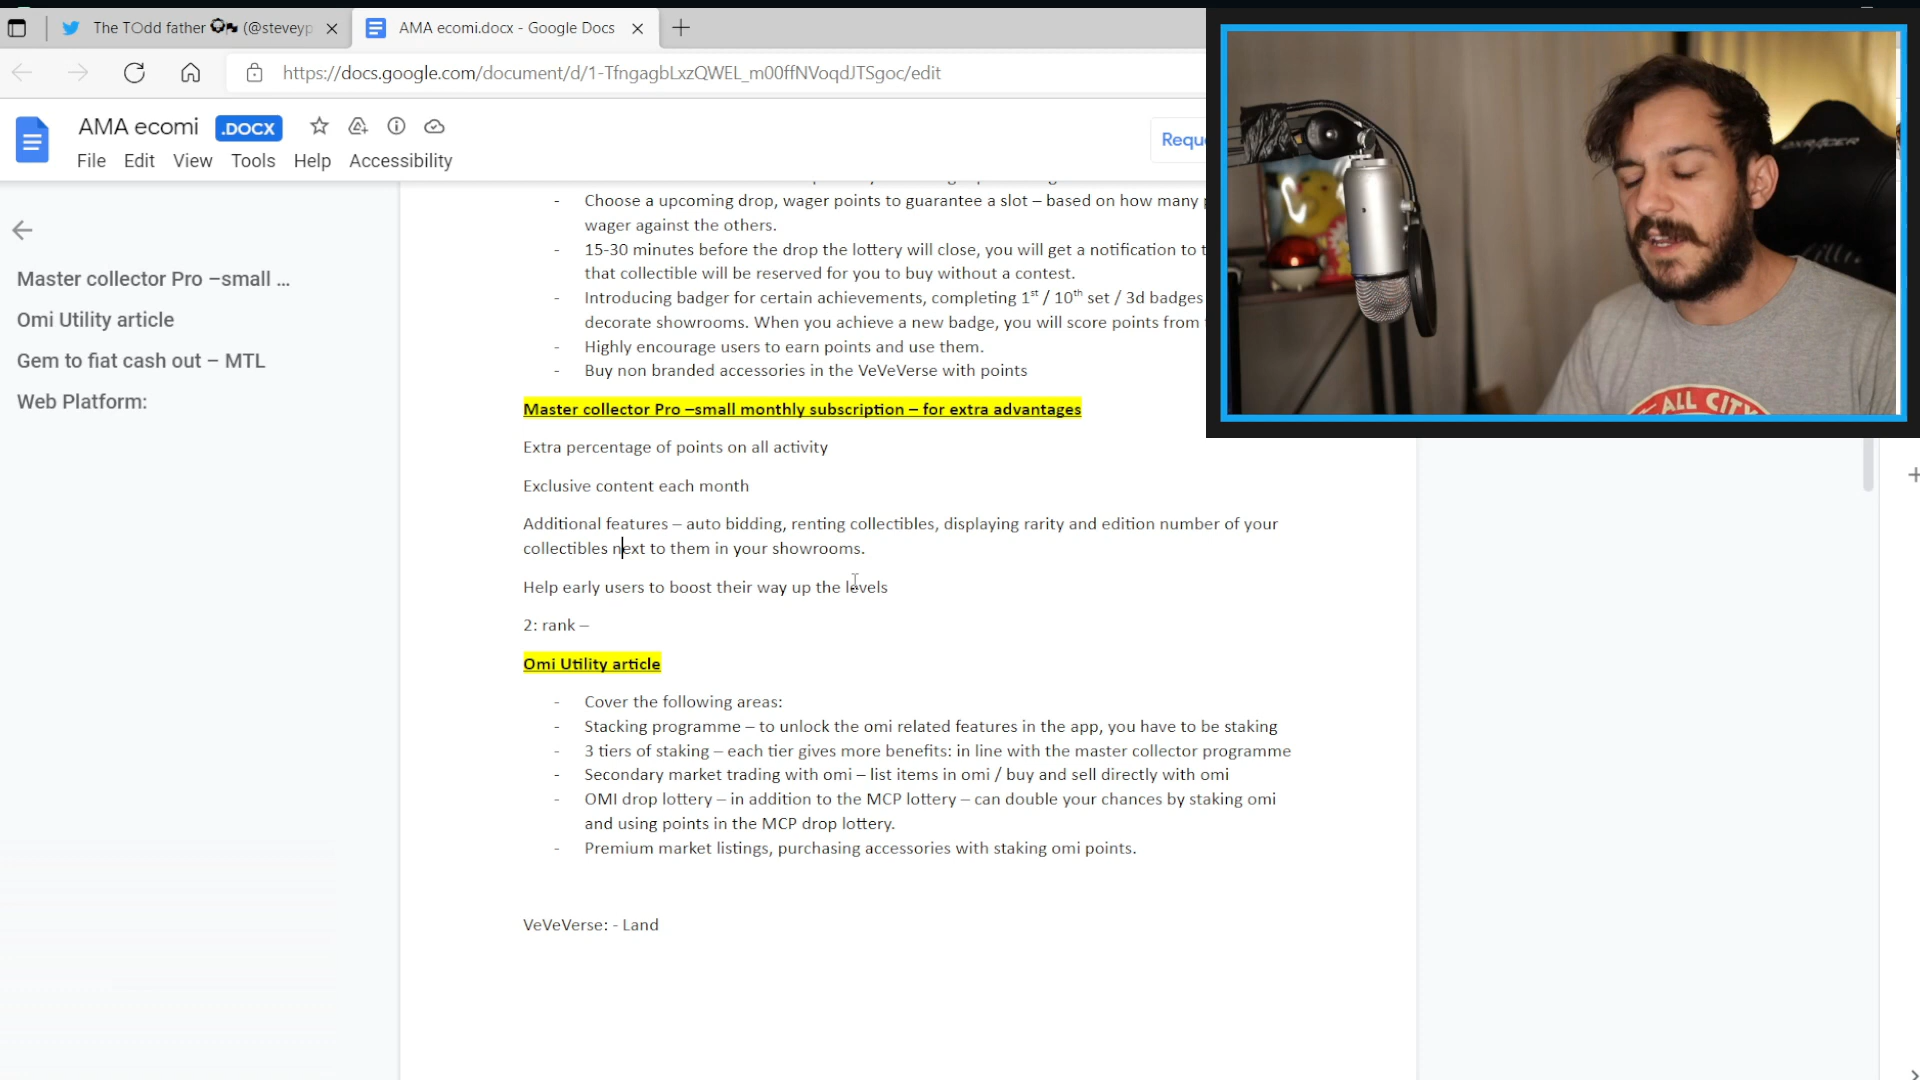 The TOdd father (@steveyp
AMA ecomi.docx - Google Docs
https://docs.google.com/document/d/1-TfngagbLxzQWEL_m00ffNVoqdJTSgoc/edit
AMA ecomi .DOCX
File Edit View Tools Help Accessibility
Requ
Master collector Pro –small ...
Omi Utility article
Gem to fiat cash out – MTL
Web Platform:
- Choose a upcoming drop, wager points to guarantee a slot – based on how many
wager against the others.
- 15-30 minutes before the drop the lottery will close, you will get a notification to t
that collectible will be reserved for you to buy without a contest.
- Introducing badger for certain achievements, completing 1st / 10th set / 3d badges
decorate showrooms. When you achieve a new badge, you will score points from
- Highly encourage users to earn points and use them.
- Buy non branded accessories in the VeVeVerse with points
Master collector Pro –small monthly subscription – for extra advantages
Extra percentage of points on all activity
Exclusive content each month
Additional features – auto bidding, renting collectibles, displaying rarity and edition number of your
collectibles next to them in your showrooms.
Help early users to boost their way up the levels
2: rank –
Omi Utility article
- Cover the following areas:
- Stacking programme – to unlock the omi related features in the app, you have to be staking
- 3 tiers of staking – each tier gives more benefits: in line with the master collector programme
- Secondary market trading with omi – list items in omi / buy and sell directly with omi
- OMI drop lottery – in addition to the MCP lottery – can double your chances by staking omi
and using points in the MCP drop lottery.
- Premium market listings, purchasing accessories with staking omi points.
VeVeVerse: - Land
OXRACER
ALL CITY